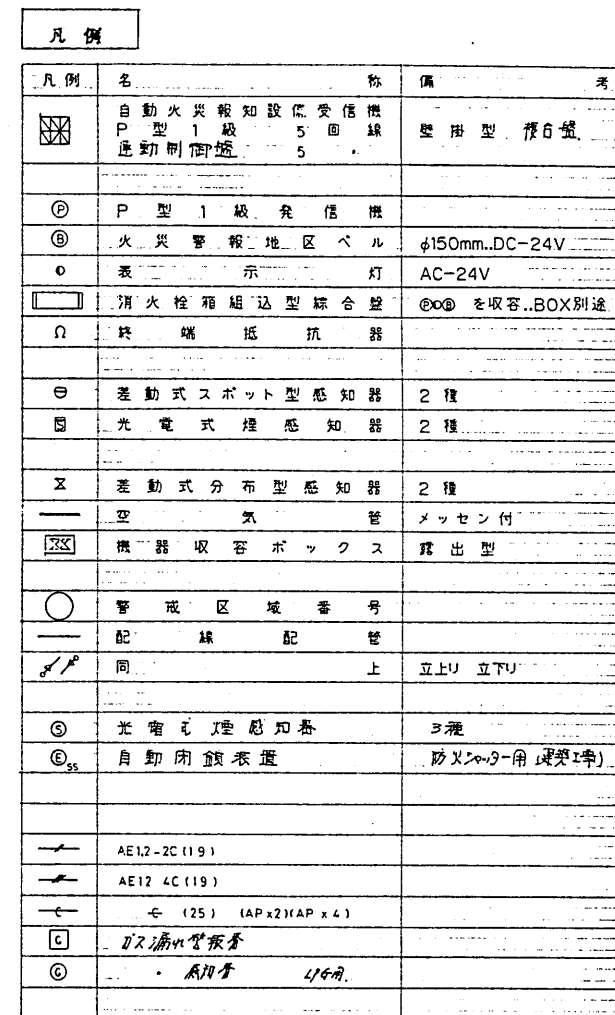 凡例
凡例 名称 備考
自動火災報知設備受信機
P型1級 5回線 壁掛型 複合盤
連動制御盤 5 〃
Ⓟ P型1級発信機
Ⓑ 火災警報地区ベル φ150mm..DC-24V
表示灯 AC-24V
消火栓箱組込型綜合盤 Ⓟ◐Ⓑ を収容..BOX別途
Ω 終端抵抗器
差動式スポット型感知器 2種
S 光電式煙感知器 2種
差動式分布型感知器 2種
空気管 メッセン付
機器収容ボックス 露出型
警戒区域番号
配線配管
同上 立上り 立下り
Ⓢ 光電式煙感知器 3種
Ⓔss 自動閉鎖装置 防火シャッター用(建築工事)
AE1.2-2C(19)
AE12 4C(19)
C C (25) (APx2)(APx4)
G ガス漏れ警報
Ⓖ 〃